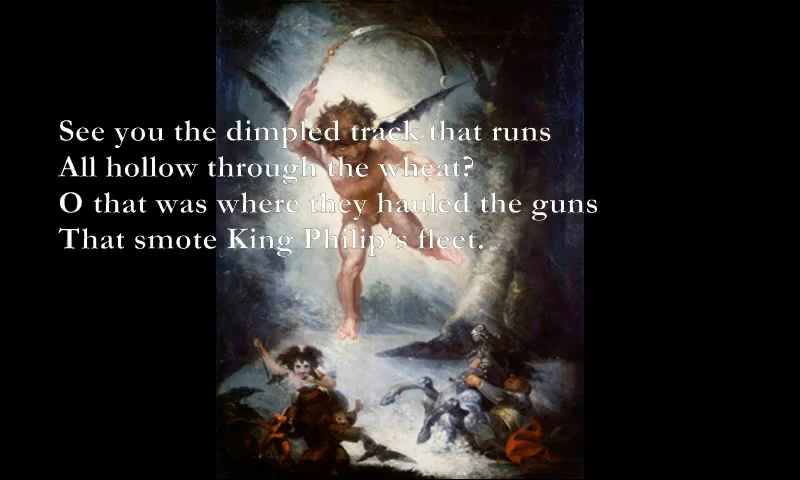 See you the dimpled track that runs
All hollow through the wheat?
O that was where they hauled the guns
That smote King Philip's fleet.